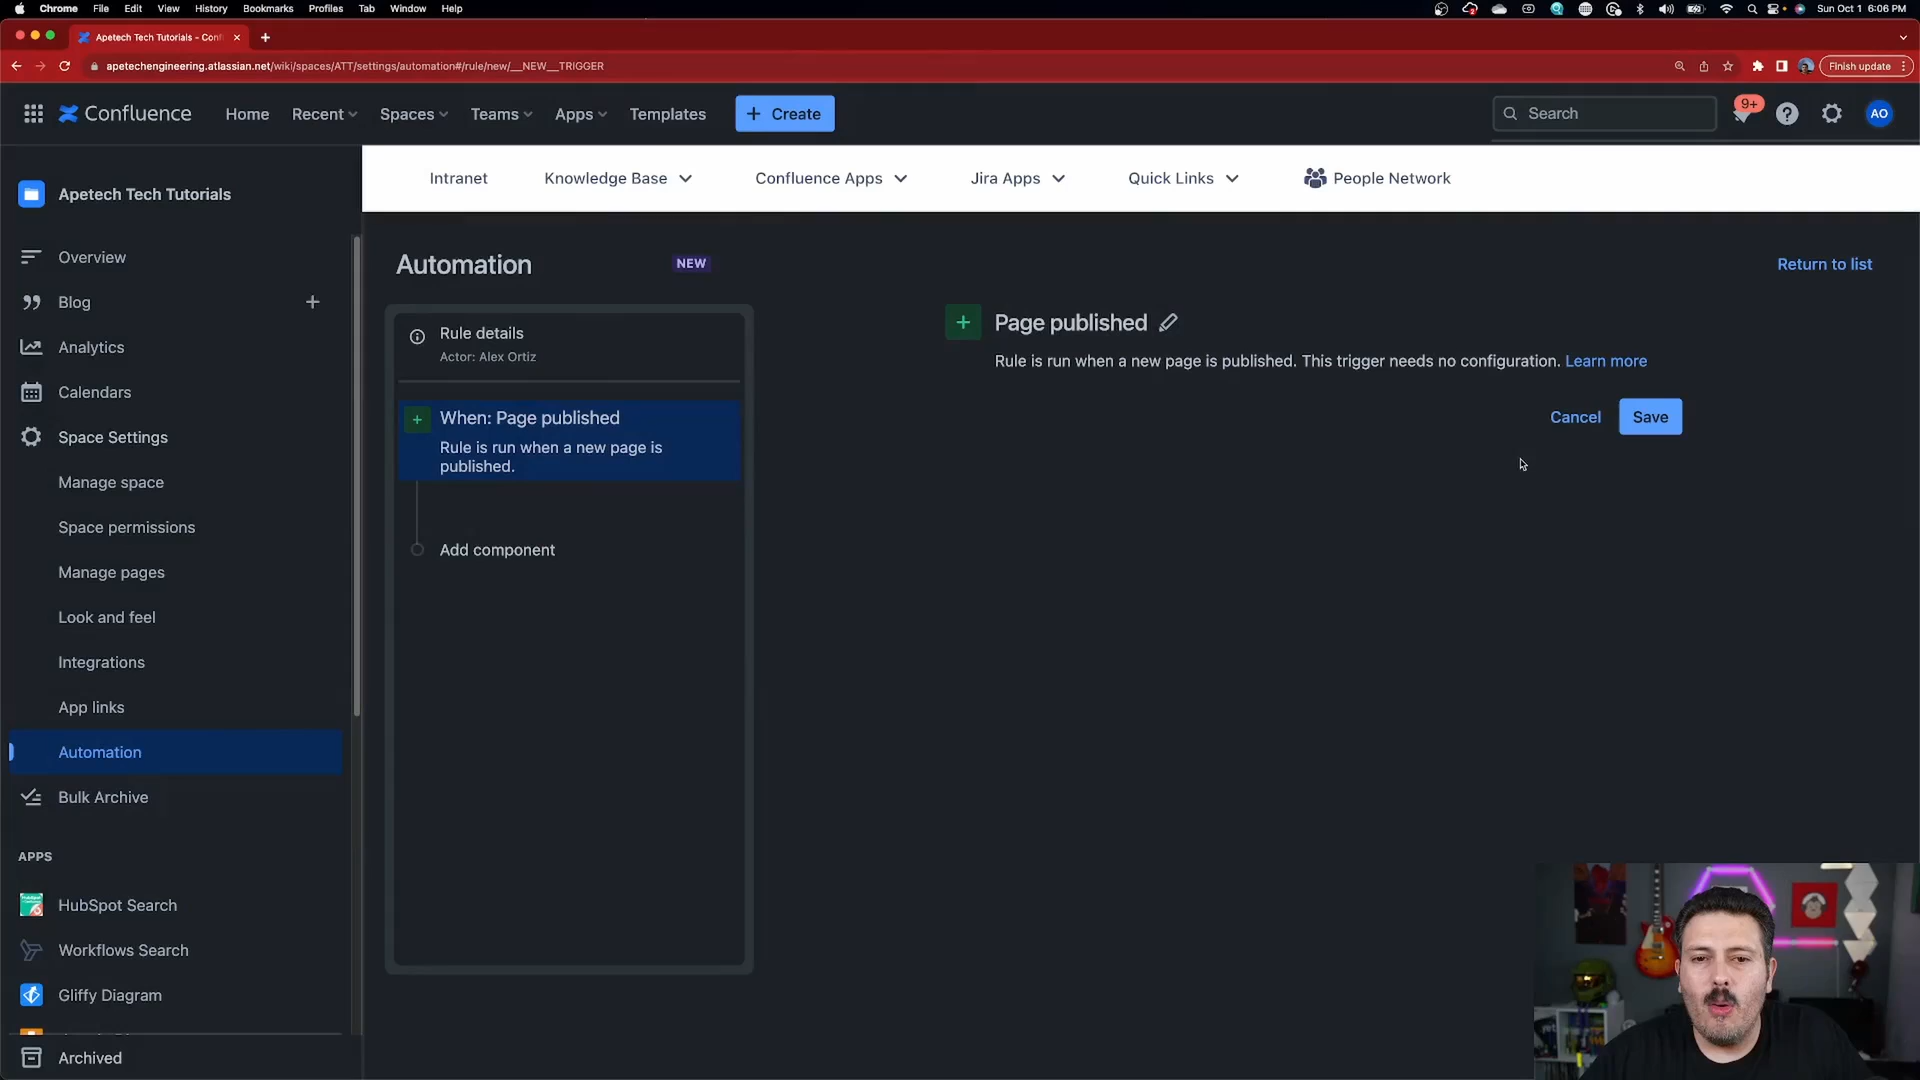 Chrome File Edit View History Bookmarks Profiles Tab Window Help
Sun Oct 1 6:06 PM
Apetech Tech Tutorials - Conf
apetechengineering.atlassian.net/wiki/spaces/ATT/settings/automation#/rule/new/__NEW__TRIGGER
Finish update
Confluence Home Recent Spaces Teams Apps Templates + Create
Search 9+ AO
Apetech Tech Tutorials
Intranet Knowledge Base Confluence Apps Jira Apps Quick Links People Network
Overview
Blog
Analytics
Calendars
Space Settings
Manage space
Space permissions
Manage pages
Look and feel
Integrations
App links
Automation
Bulk Archive
APPS
HubSpot Search
Workflows Search
Gliffy Diagram
Archived
Automation NEW
Return to list
Rule details
Actor: Alex Ortiz
When: Page published
Rule is run when a new page is
published.
Add component
Page published
Rule is run when a new page is published. This trigger needs no configuration. Learn more
Cancel Save